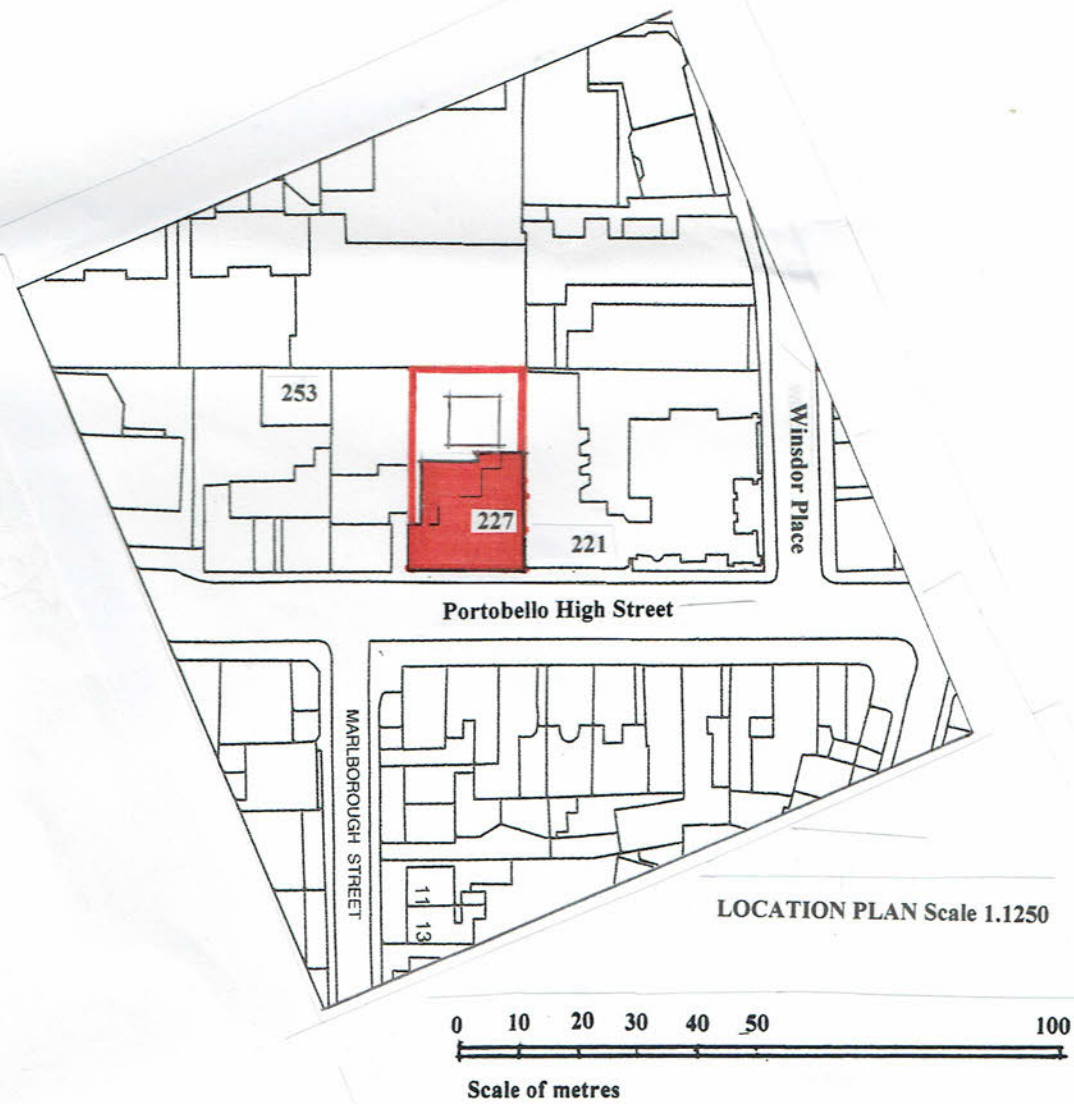 253
227
221
Winsdor Place
Portobello High Street
MARLBOROUGH STREET
11
13
LOCATION PLAN Scale 1.1250
0 10 20 30 40 50 100
Scale of metres